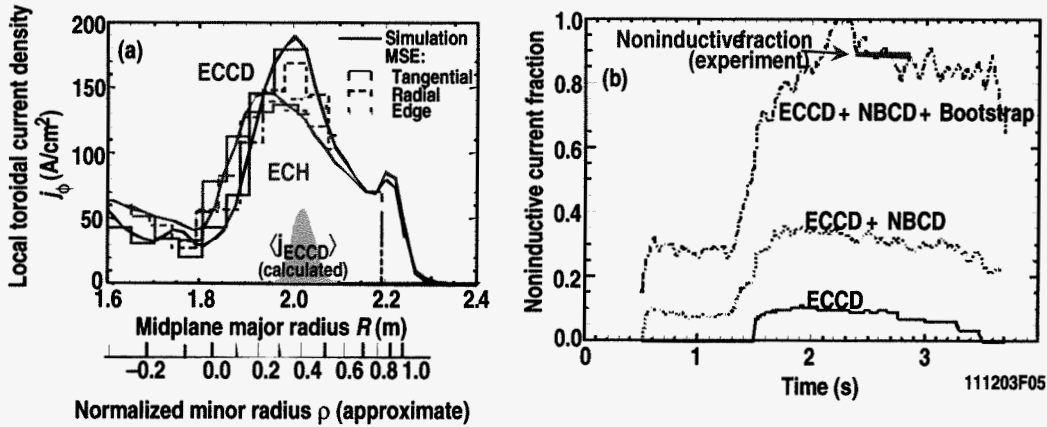 (a)
Local toroidal current density
jϕ (A/cm2)
200
150
100
50
0
ECCD
ECH
Simulation
MSE:
Tangential
Radial
Edge
⟨jECCD⟩
(calculated)
1.6
1.8
2.0
2.2
2.4
Midplane major radius R (m)
–0.2
0.0
0.2
0.4
0.6
0.8
1.0
Normalized minor radius ρ (approximate)
(b)
Noninductive current fraction
1.0
0.8
0.6
0.4
0.2
0.0
Noninductive fraction
(experiment)
ECCD + NBCD + Bootstrap
ECCD + NBCD
ECCD
0
1
2
3
Time (s)
111203F05